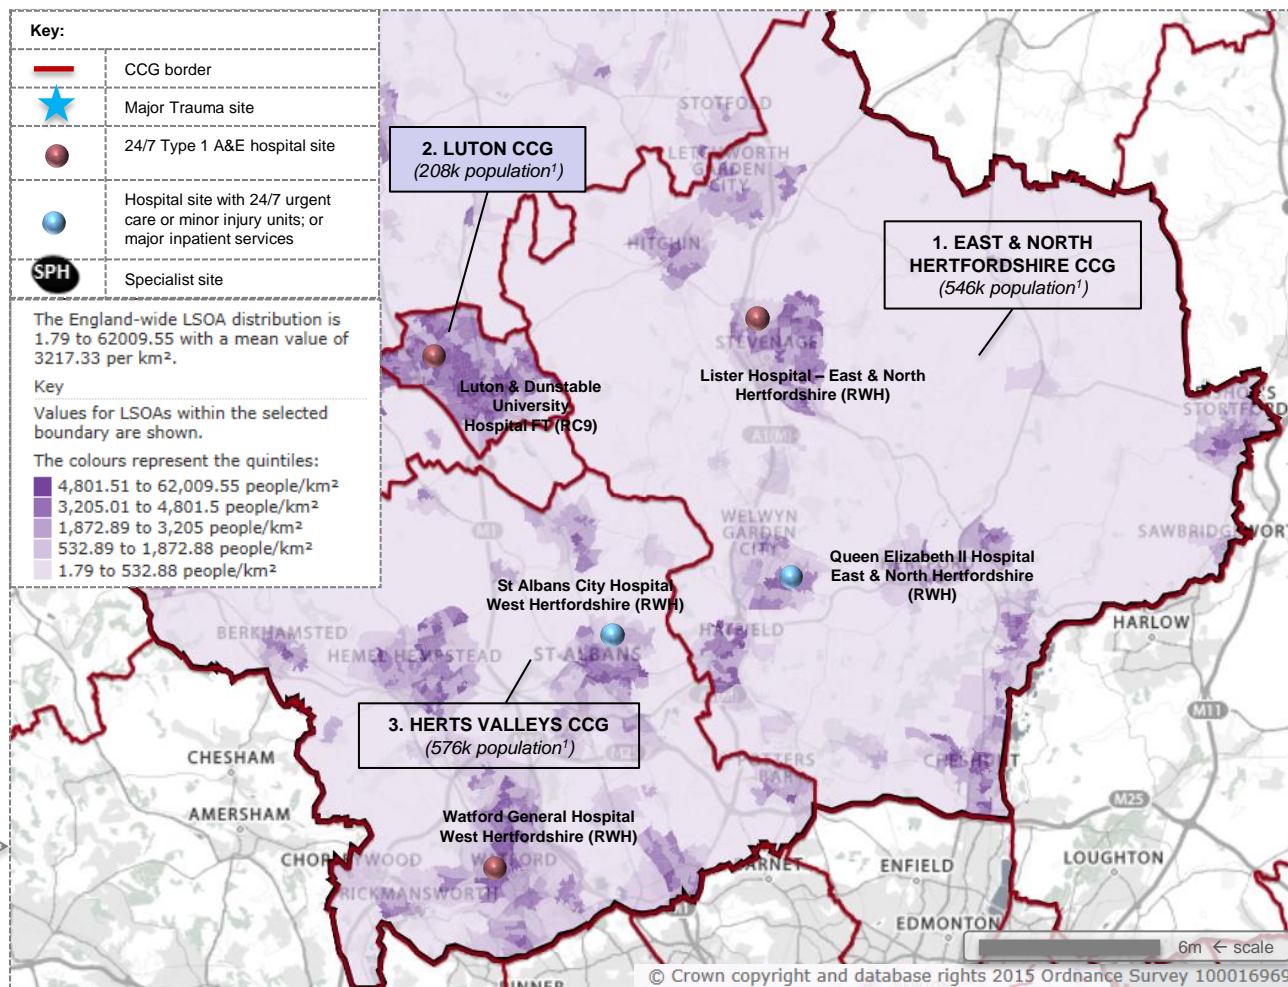 Key:
CCG border
Major Trauma site
24/7 Type 1 A&E hospital site
Hospital site with 24/7 urgent
care or minor injury units; or
major inpatient services
SPH
Specialist site
The England-wide LSOA distribution is
1.79 to 62009.55 with a mean value of
3217.33 per km².
Key
Values for LSOAs within the selected
boundary are shown.
The colours represent the quintiles:
4,801.51 to 62,009.55 people/km²
3,205.01 to 4,801.5 people/km²
1,872.89 to 3,205 people/km²
532.89 to 1,872.88 people/km²
1.79 to 532.88 people/km²
STOTFOLD
2. LUTON CCG
(208k population¹)
LETCHWORTH
GARDEN
CITY
HITCHIN
1. EAST & NORTH
HERTFORDSHIRE CCG
(546k population¹)
STEVENAGE
Luton & Dunstable
University
Hospital FT (RC9)
Lister Hospital – East & North
Hertfordshire (RWH)
BISHOP'S
STORTFORD
A1(M)
M1
WELWYN
GARDEN
CITY
SAWBRIDGEWOR
Queen Elizabeth II Hospital
East & North Hertfordshire
(RWH)
St Albans City Hospital
West Hertfordshire (RWH)
HARLOW
BERKHAMSTED
HEMEL HEMPSTEAD
ST ALBANS
HATFIELD
M11
3. HERTS VALLEYS CCG
(576k population¹)
M25
CHESHAM
POTTERS
BAR
CHESHUNT
M25
AMERSHAM
Watford General Hospital
West Hertfordshire (RWH)
CHORLEYWOOD
WATFORD
BARNET
ENFIELD
LOUGHTON
RICKMANSWORTH
M1
EDMONTON
6m ← scale
PINNER
© Crown copyright and database rights 2015 Ordnance Survey 100016969